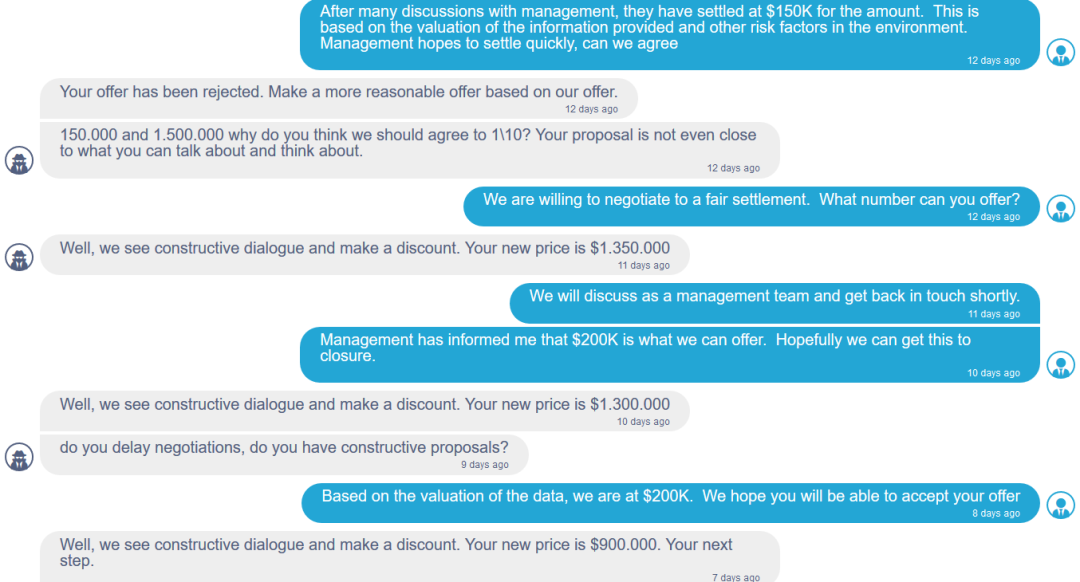 After many discussions with management, they have settled at $150K for the amount.  This is
based on the valuation of the information provided and other risk factors in the environment.
Management hopes to settle quickly, can we agree
12 days ago
Your offer has been rejected. Make a more reasonable offer based on our offer.
12 days ago
150.000 and 1.500.000 why do you think we should agree to 1\10? Your proposal is not even close
to what you can talk about and think about.
12 days ago
We are willing to negotiate to a fair settlement.  What number can you offer?
12 days ago
Well, we see constructive dialogue and make a discount. Your new price is $1.350.000
11 days ago
We will discuss as a management team and get back in touch shortly.
11 days ago
Management has informed me that $200K is what we can offer.  Hopefully we can get this to
closure.
10 days ago
Well, we see constructive dialogue and make a discount. Your new price is $1.300.000
10 days ago
do you delay negotiations, do you have constructive proposals?
9 days ago
Based on the valuation of the data, we are at $200K.  We hope you will be able to accept your offer
8 days ago
Well, we see constructive dialogue and make a discount. Your new price is $900.000. Your next
step.
7 days ago